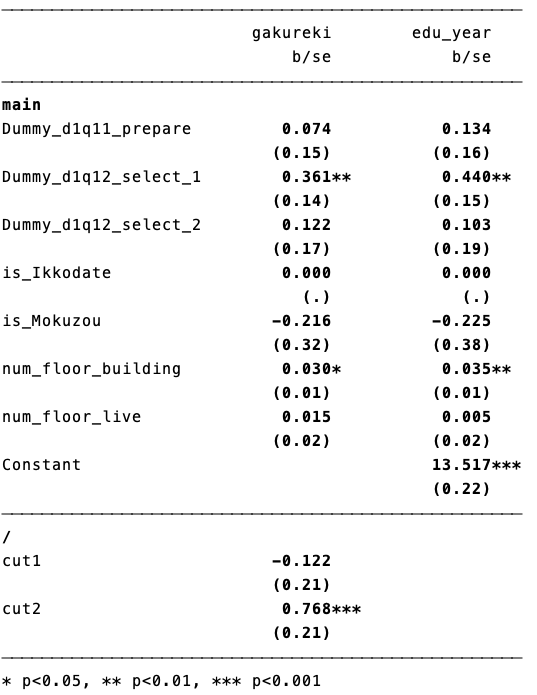 gakureki edu_year
b/se b/se
main
Dummy_d1q11_prepare 0.074 0.134
(0.15) (0.16)
Dummy_d1q12_select_1 0.361** 0.440**
(0.14) (0.15)
Dummy_d1q12_select_2 0.122 0.103
(0.17) (0.19)
is_Ikkodate 0.000 0.000
(.) (.)
is_Mokuzou -0.216 -0.225
(0.32) (0.38)
num_floor_building 0.030* 0.035**
(0.01) (0.01)
num_floor_live 0.015 0.005
(0.02) (0.02)
Constant 13.517***
(0.22)
/
cut1 -0.122
(0.21)
cut2 0.768***
(0.21)
* p<0.05, ** p<0.01, *** p<0.001